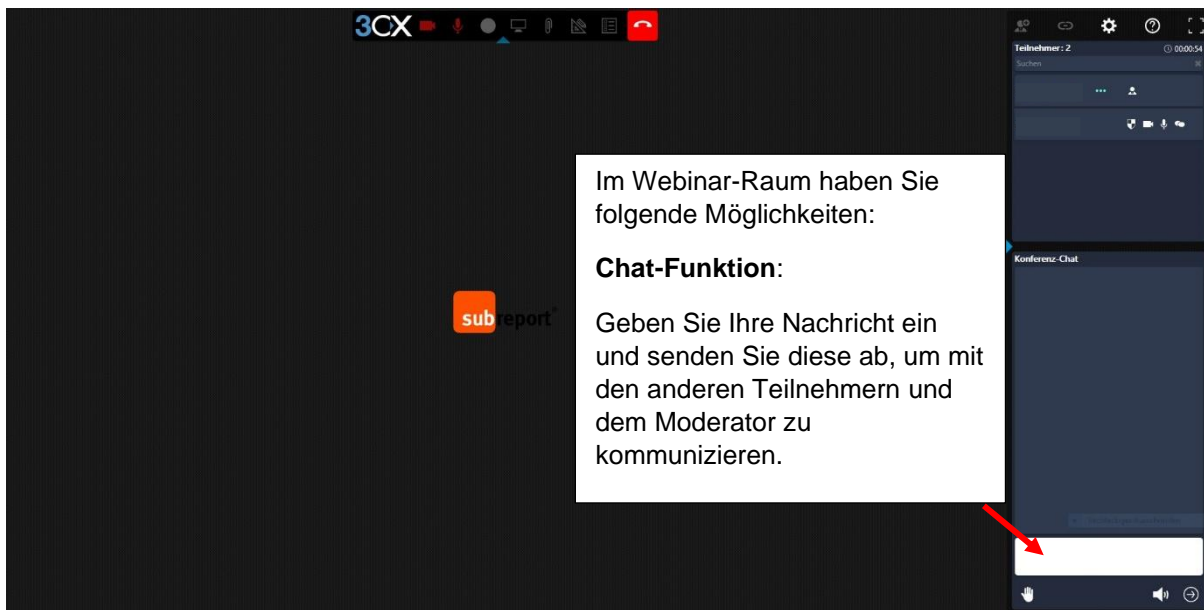 3CX
Teilnehmer: 2
00:00:54
Suchen
Im Webinar-Raum haben Sie
folgende Möglichkeiten:
Chat-Funktion:
Geben Sie Ihre Nachricht ein
und senden Sie diese ab, um mit
den anderen Teilnehmern und
dem Moderator zu
kommunizieren.
Konferenz-Chat
subreport®